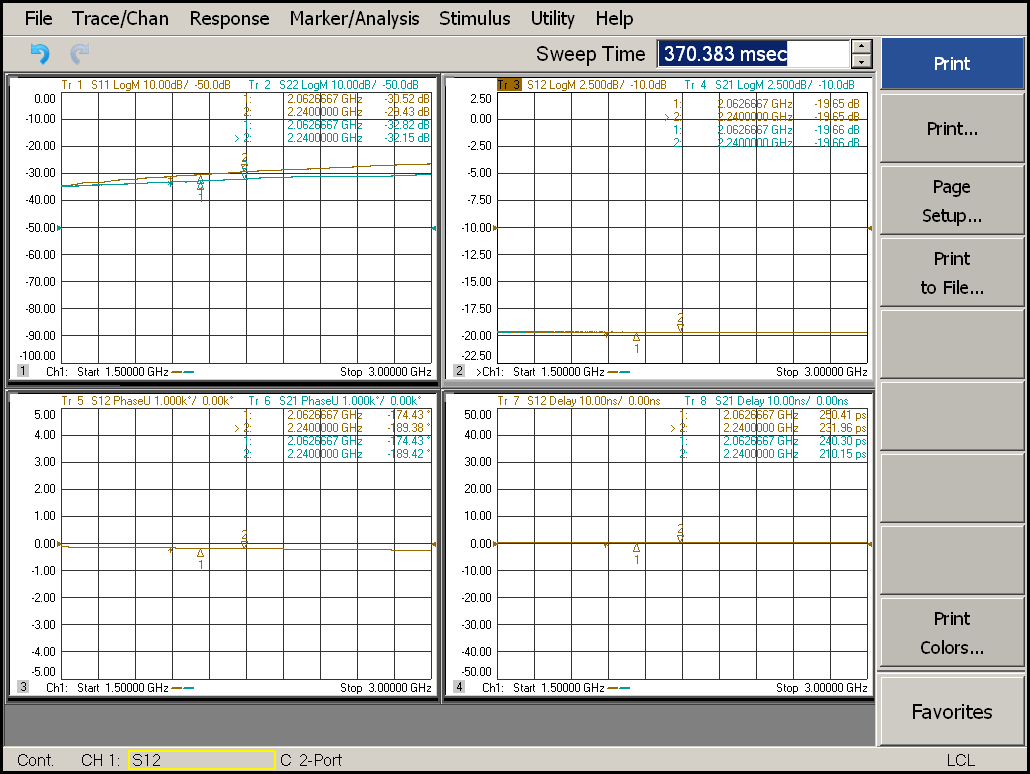 File Trace/Chan Response Marker/Analysis Stimulus Utility Help
Sweep Time 370.383 msec
Tr 1 S11 LogM 10.00dB/ -50.0dB Tr 2 S22 LogM 10.00dB/ -50.0dB
0.00
-10.00
-20.00
-30.00
-40.00
-50.00
-60.00
-70.00
-80.00
-90.00
-100.00
1: 2.0626667 GHz -30.52 dB
2: 2.2400000 GHz -29.43 dB
1: 2.0626667 GHz -32.82 dB
> 2: 2.2400000 GHz -32.15 dB
2
1
1 Ch1: Start 1.50000 GHz Stop 3.00000 GHz
Tr 3 S12 LogM 2.500dB/ -10.0dB Tr 4 S21 LogM 2.500dB/ -10.0dB
2.50
0.00
-2.50
-5.00
-7.50
-10.00
-12.50
-15.00
-17.50
-20.00
-22.50
1: 2.0626667 GHz -19.65 dB
> 2: 2.2400000 GHz -19.65 dB
1: 2.0626667 GHz -19.66 dB
2: 2.2400000 GHz -19.66 dB
2
1
2 >Ch1: Start 1.50000 GHz Stop 3.00000 GHz
Tr 5 S12 PhaseU 1.000k°/ 0.00k° Tr 6 S21 PhaseU 1.000k°/ 0.00k°
5.00
4.00
3.00
2.00
1.00
0.00
-1.00
-2.00
-3.00
-4.00
-5.00
1: 2.0626667 GHz -174.43 °
> 2: 2.2400000 GHz -189.38 °
1: 2.0626667 GHz -174.43 °
2: 2.2400000 GHz -189.42 °
2
1
3 Ch1: Start 1.50000 GHz Stop 3.00000 GHz
Tr 7 S12 Delay 10.00ns/ 0.00ns Tr 8 S21 Delay 10.00ns/ 0.00ns
50.00
40.00
30.00
20.00
10.00
0.00
-10.00
-20.00
-30.00
-40.00
-50.00
1: 2.0626667 GHz 250.41 ps
> 2: 2.2400000 GHz 231.96 ps
1: 2.0626667 GHz 240.30 ps
2: 2.2400000 GHz 210.15 ps
2
1
4 Ch1: Start 1.50000 GHz Stop 3.00000 GHz
Print
Print...
Page
Setup...
Print
to File...
Print
Colors...
Favorites
Cont. CH 1: S12 C 2-Port LCL